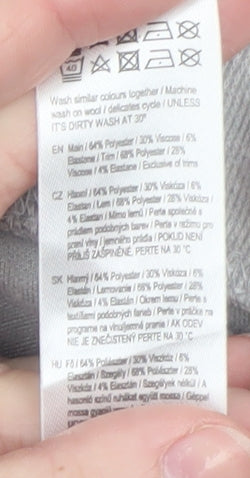 40
Wash similar colours together / Machine
wash on wool / delicates cycle / UNLESS
IT'S DIRTY WASH AT 30°
EN Main / 64% Polyester / 30% Viscose / 6%
Elastane / Trim / 68% Polyester / 28%
Viscose / 4% Elastane / Exclusive of trims
CZ Hlavní / 64% Polyester / 30% Viskóza / 6%
Elastan / Lem / 68% Polyester / 28% Viskóza /
4% Elastan / Mimo lemů / Perte společně s
prádlem podobných barev / Perte v režimu pro
praní vlny / jemného prádla / POKUD NENÍ
PŘÍLIŠ ZAŠPINĚNÉ, PERTE NA 30 °C
SK Hlavný / 64% Polyester / 30% Viskóza / 6%
Elastán / Lemovanie / 68% Polyester / 28%
Viskóza / 4% Elastán / Okrem lemu / Perte s
textíliami podobných farieb / Perte v práčke na
programe na vlnu/jemné prania / AK ODEV
NIE JE ZNEČISTENÝ PERTE NA 30 °C
HU Fő / 64% Poliészter / 30% Viszkóz / 6%
Elasztán / Szegély / 68% Poliészter / 28%
Viszkóz / 4% Elasztán / Szegélyek nélkül / A
hasonló színű ruhákat együtt mossa / Géppel
mossa gyapjú